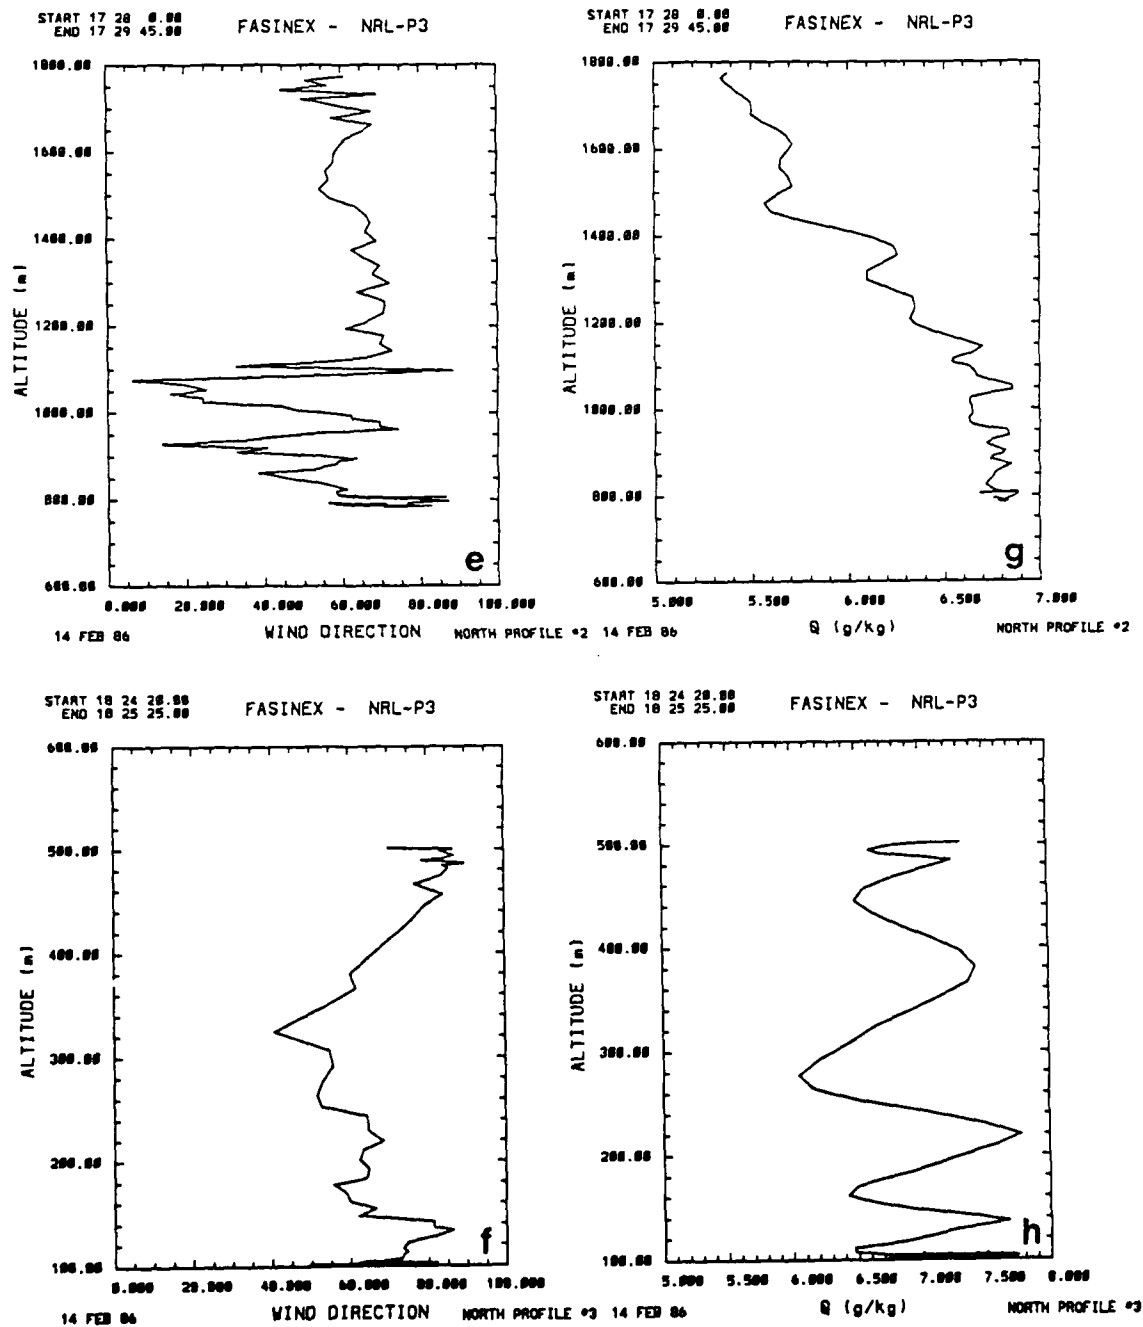 START 17 28 0.00
END 17 29 45.00
FASINEX - NRL-P3
1800.00
1600.00
1400.00
1200.00
1000.00
800.00
600.00
ALTITUDE (m)
e
0.000 20.000 40.000 60.000 80.000 100.000
14 FEB 86 WIND DIRECTION NORTH PROFILE #2
START 17 28 0.00
END 17 29 45.00
FASINEX - NRL-P3
1800.00
1600.00
1400.00
1200.00
1000.00
800.00
600.00
ALTITUDE (m)
g
5.000 5.500 6.000 6.500 7.000
14 FEB 86 Q (g/kg) NORTH PROFILE #2
START 18 24 20.00
END 18 25 25.00
FASINEX - NRL-P3
600.00
500.00
400.00
300.00
200.00
100.00
ALTITUDE (m)
f
0.000 20.000 40.000 60.000 80.000 100.000
14 FEB 86 WIND DIRECTION NORTH PROFILE #3
START 18 24 20.00
END 18 25 25.00
FASINEX - NRL-P3
600.00
500.00
400.00
300.00
200.00
100.00
ALTITUDE (m)
h
5.000 6.000 6.500 7.000 7.500 8.000
14 FEB 86 Q (g/kg) NORTH PROFILE #3